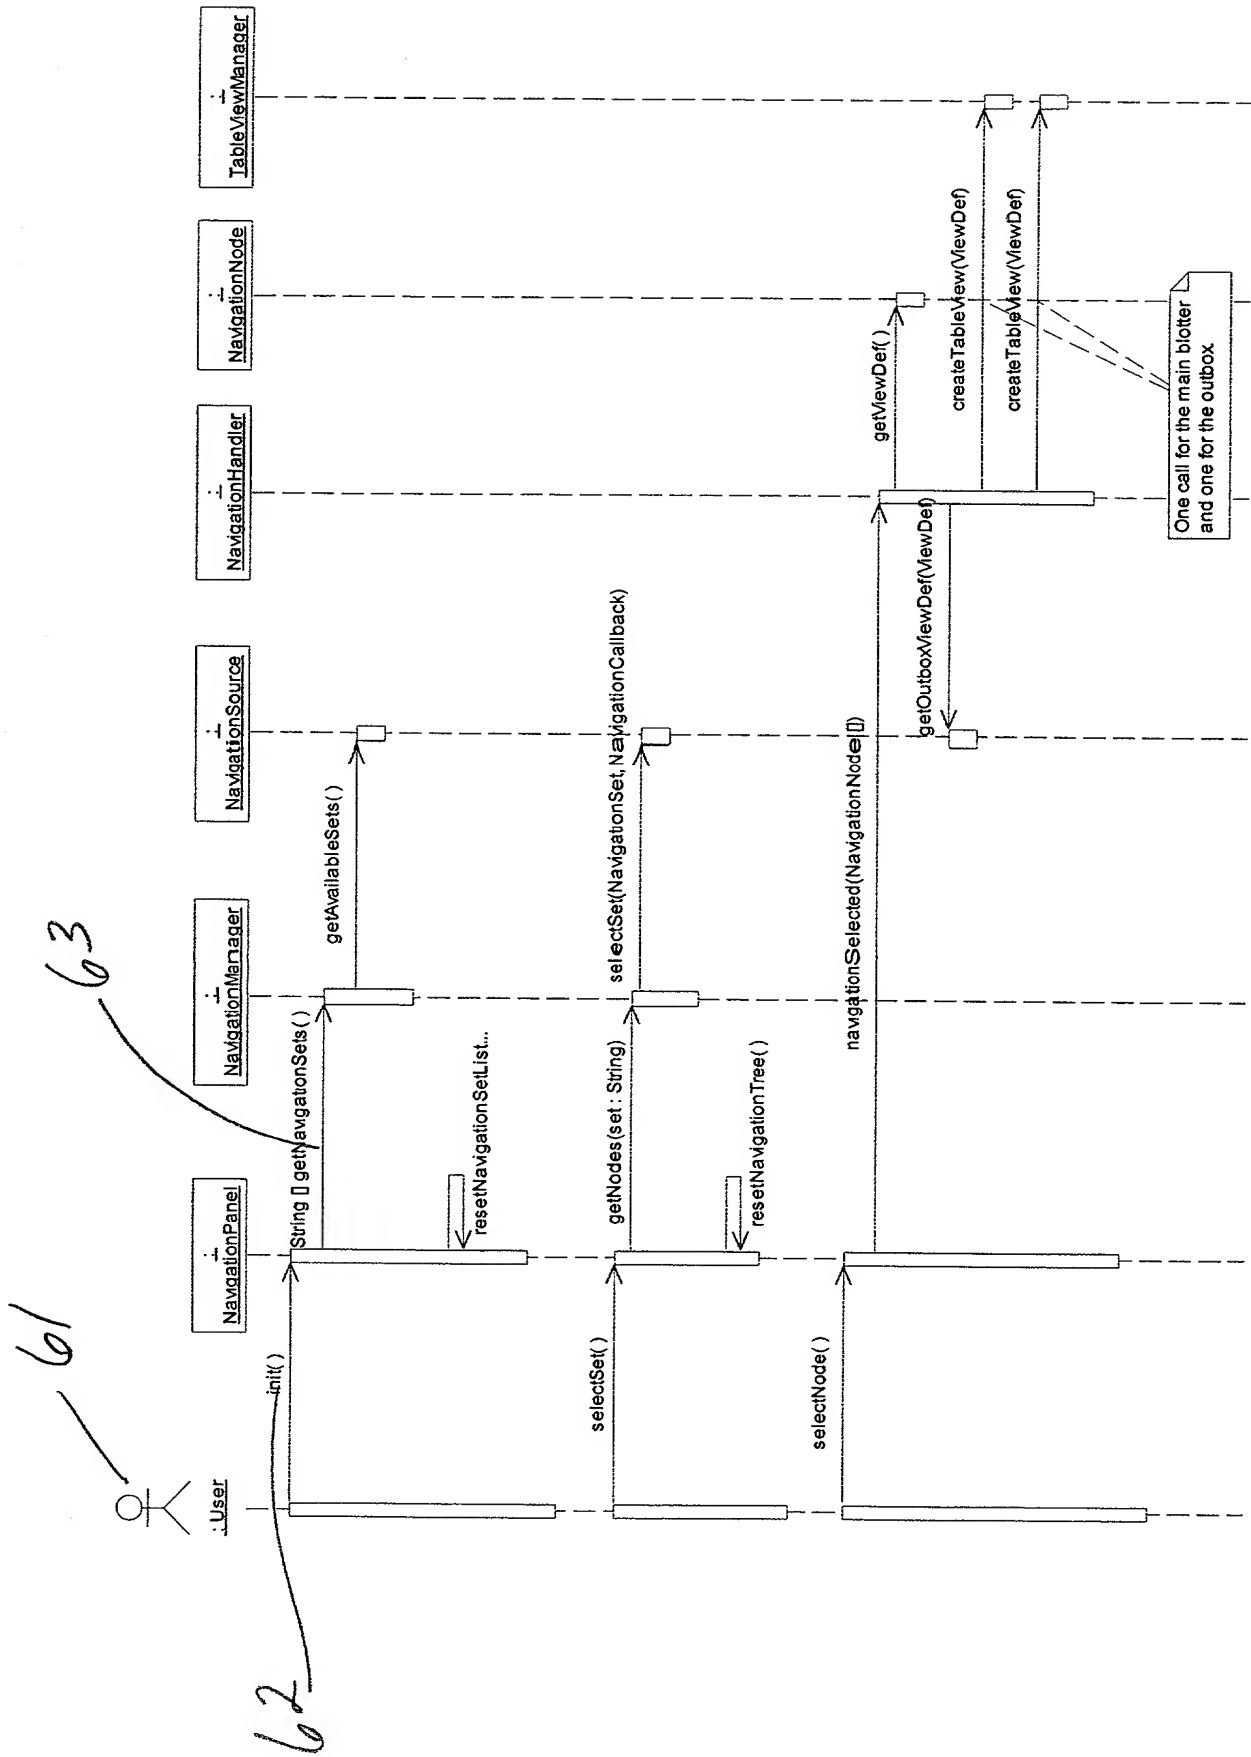 61
62
63
: User
: NavigationPanel
: NavigationManager
: NavigationSource
: NavigationHandler
: NavigationNode
: TableViewManager
init( )
String [] getNavigationSets( )
getAvailableSets( )
resetNavigationSetList...
selectSet( )
getNodes(set : String)
selectSet(NavigationSet, NavigationCallback)
resetNavigationTree( )
selectNode( )
navigationSelected(NavigationNode[])
getViewDef( )
getOutboxViewDef(ViewDef)
createTableView(ViewDef)
createTableView(ViewDef)
One call for the main blotter
and one for the outbox